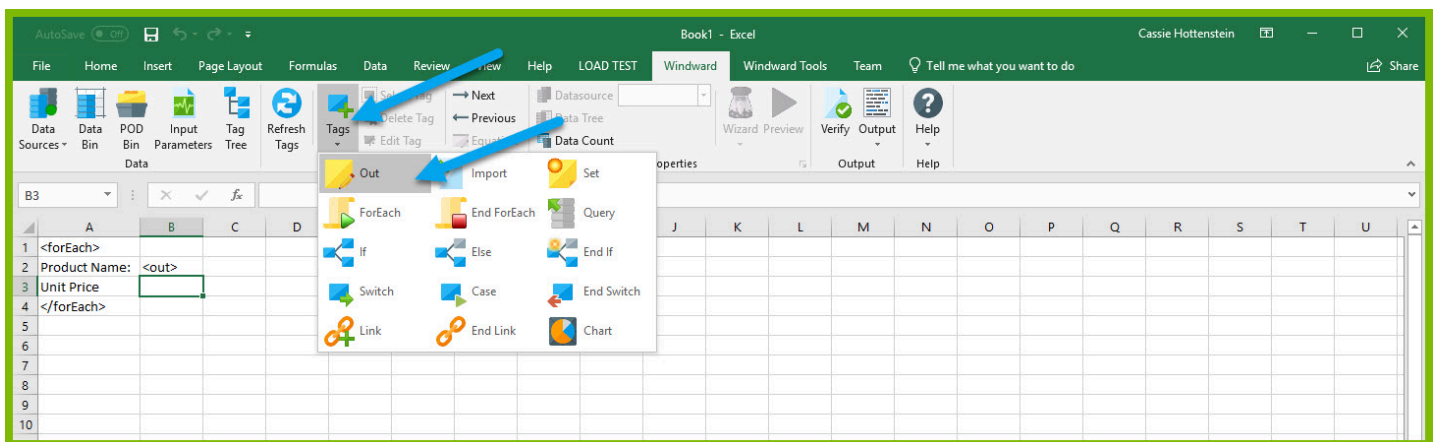 AutoSave Off Book1 - Excel Cassie Hottenstein
File Home Insert Page Layout Formulas Data Review View Help LOAD TEST Windward Windward Tools Team Tell me what you want to do Share
Data Sources Data Bin POD Bin Input Parameters Tag Tree Refresh Tags Tags Tag Next Datasource Wizard Preview Verify Output Help
Delete Tag Previous Data Tree
Edit Tag Data Count
Data Output Help
Out Import Set
B3 fx
ForEach End ForEach Query
A B C D J K L M N O P Q R S T U
1 <forEach>
If Else End If
2 Product Name: <out>
3 Unit Price
Switch Case End Switch
4 </forEach>
5
Link End Link Chart
6
7
8
9
10